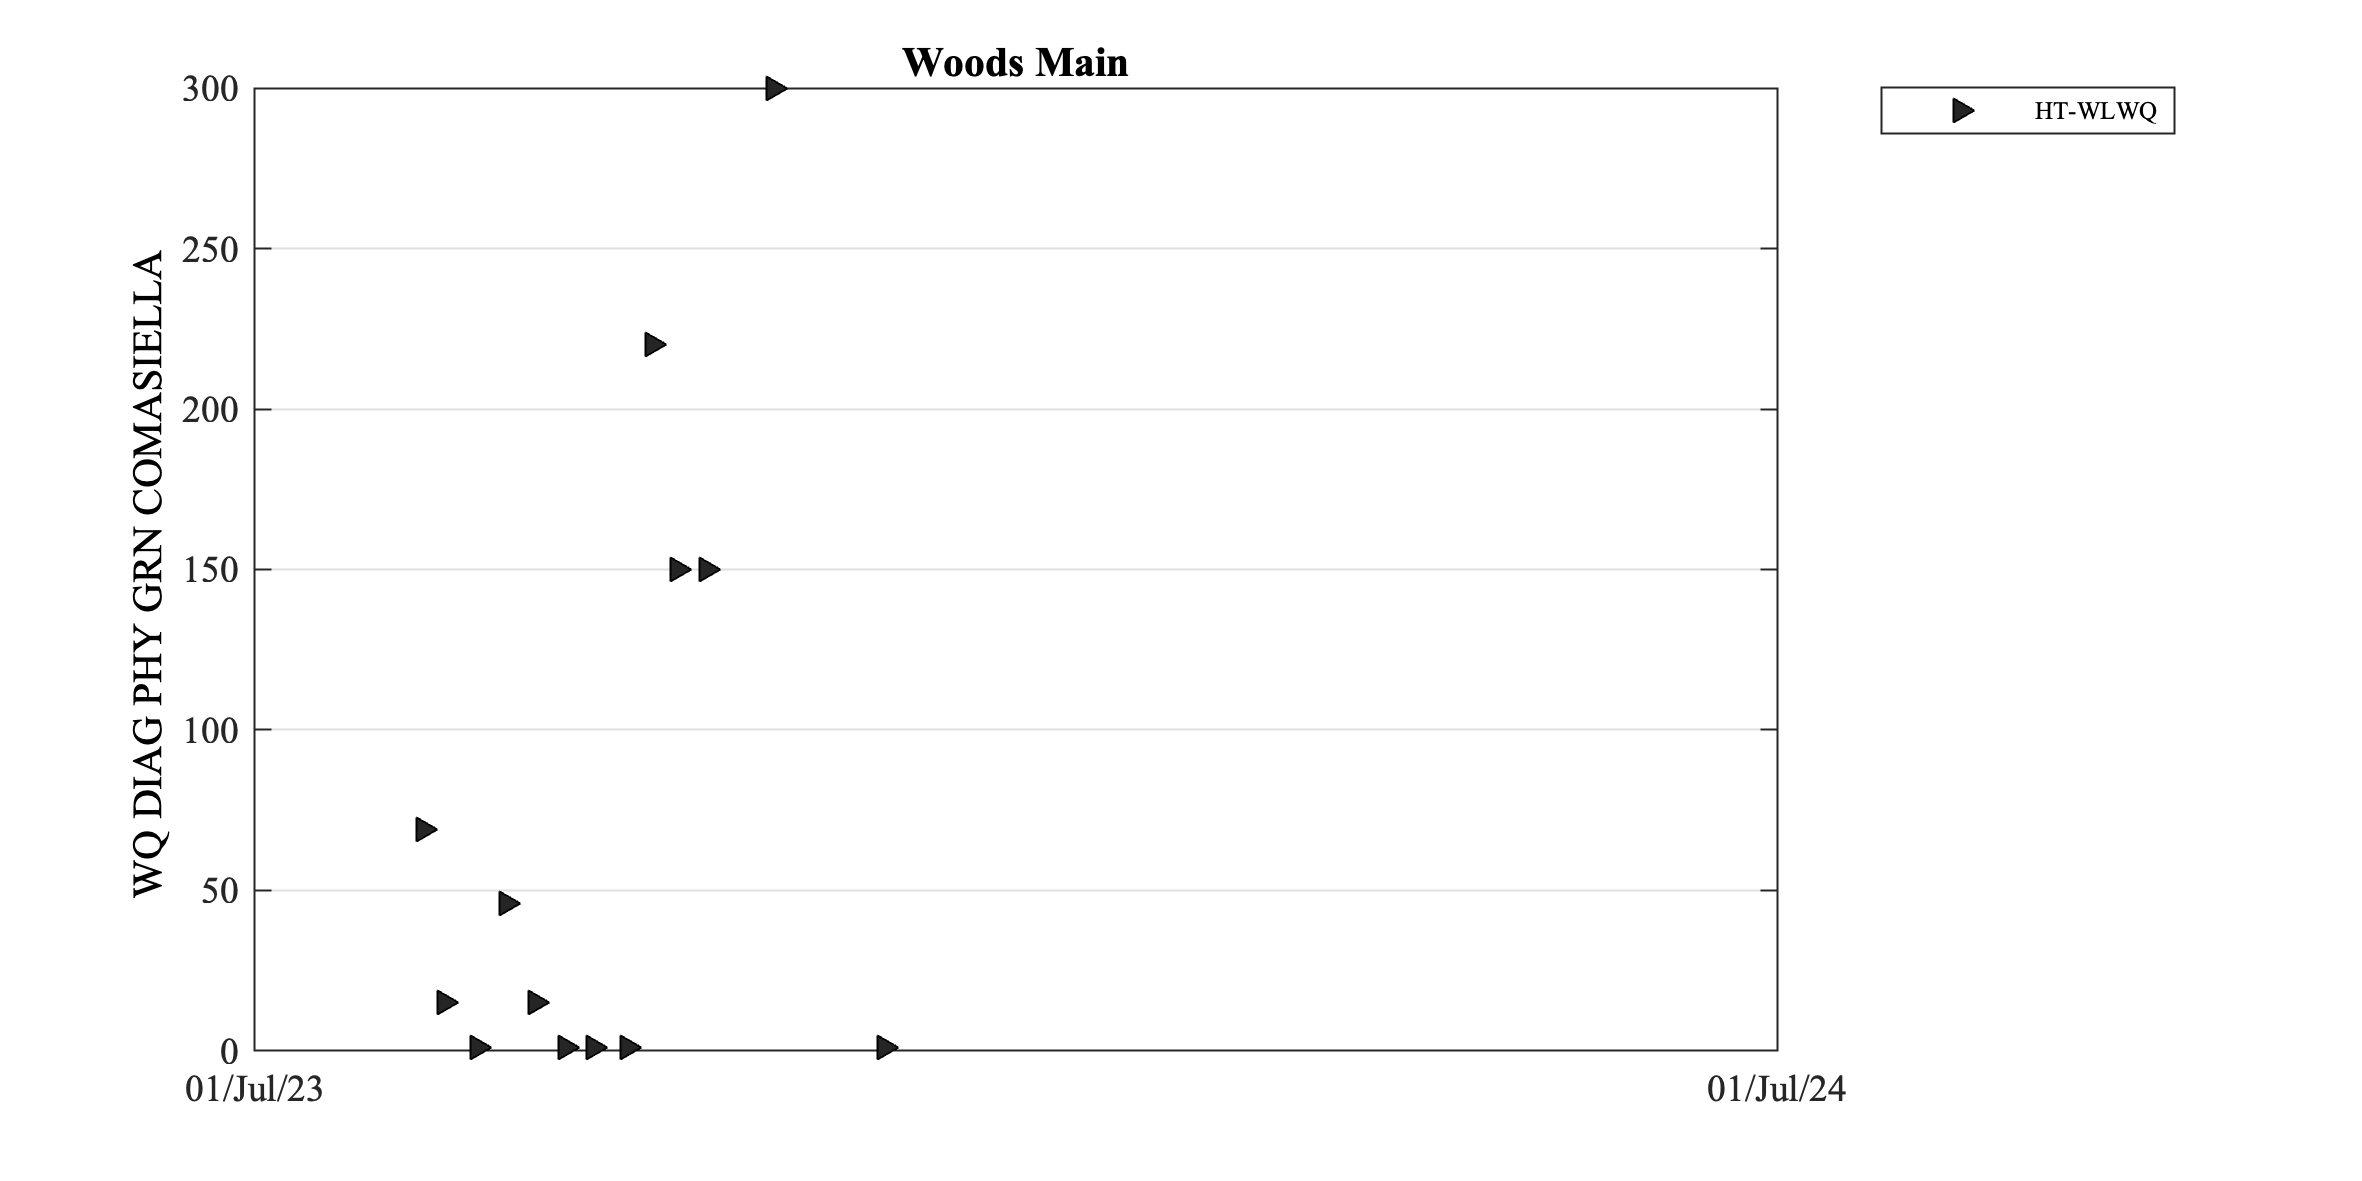 Woods Main
HT-WLWQ
WQ DIAG PHY GRN COMASIELLA
300
250
200
150
100
50
0
01/Jul/23
01/Jul/24